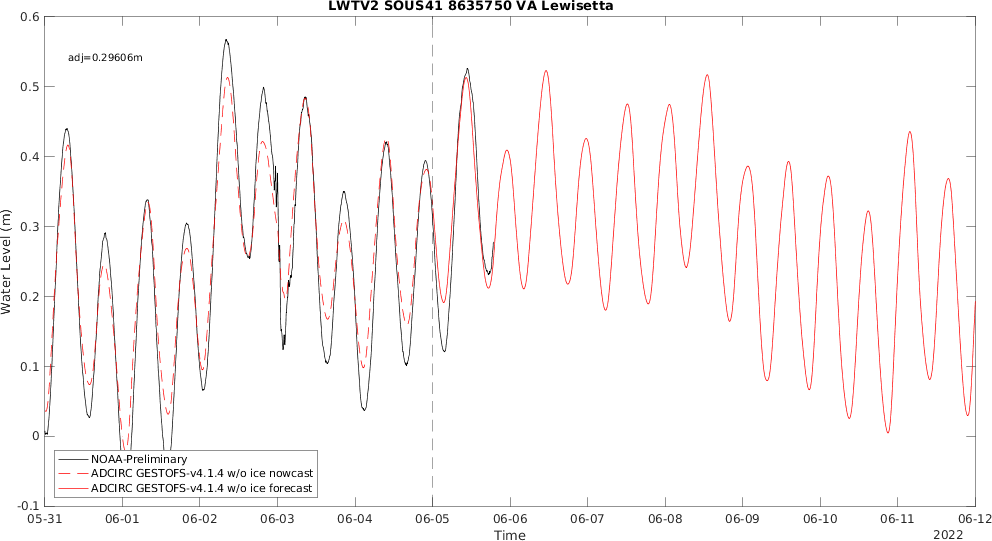 LWTV2 SOUS41 8635750 VA Lewisetta
adj=0.29606m
Water Level (m)
0.6
0.5
0.4
0.3
0.2
0.1
0
-0.1
NOAA-Preliminary
ADCIRC GESTOFS-v4.1.4 w/o ice nowcast
ADCIRC GESTOFS-v4.1.4 w/o ice forecast
05-31 06-01 06-02 06-03 06-04 06-05 06-06 06-07 06-08 06-09 06-10 06-11 06-12
Time
2022